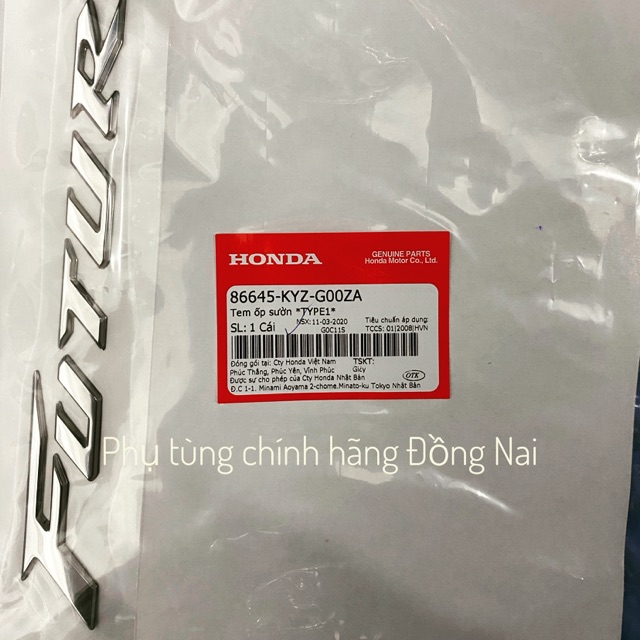 FUTUR
HONDA
GENUINE PARTS
Honda Motor Co., Ltd.
86645-KYZ-G00ZA
Tem ốp sườn *TYPE1*
SL: 1 Cái
NSX: 11-03-2020
G0C11S
Tiêu chuẩn áp dụng:
TCCS: 01|2008|HVN
Đóng gói tại: Cty Honda Việt Nam
Phúc Thắng, Phúc Yên, Vĩnh Phúc
TSKT:
Giấy
OTK
Được sự cho phép của Cty Honda Nhật Bản
Đ.C 1-1. Minami Aoyama 2-chome.Minato-ku Tokyo Nhật Bản
Phụ tùng chính hãng Đồng Nai